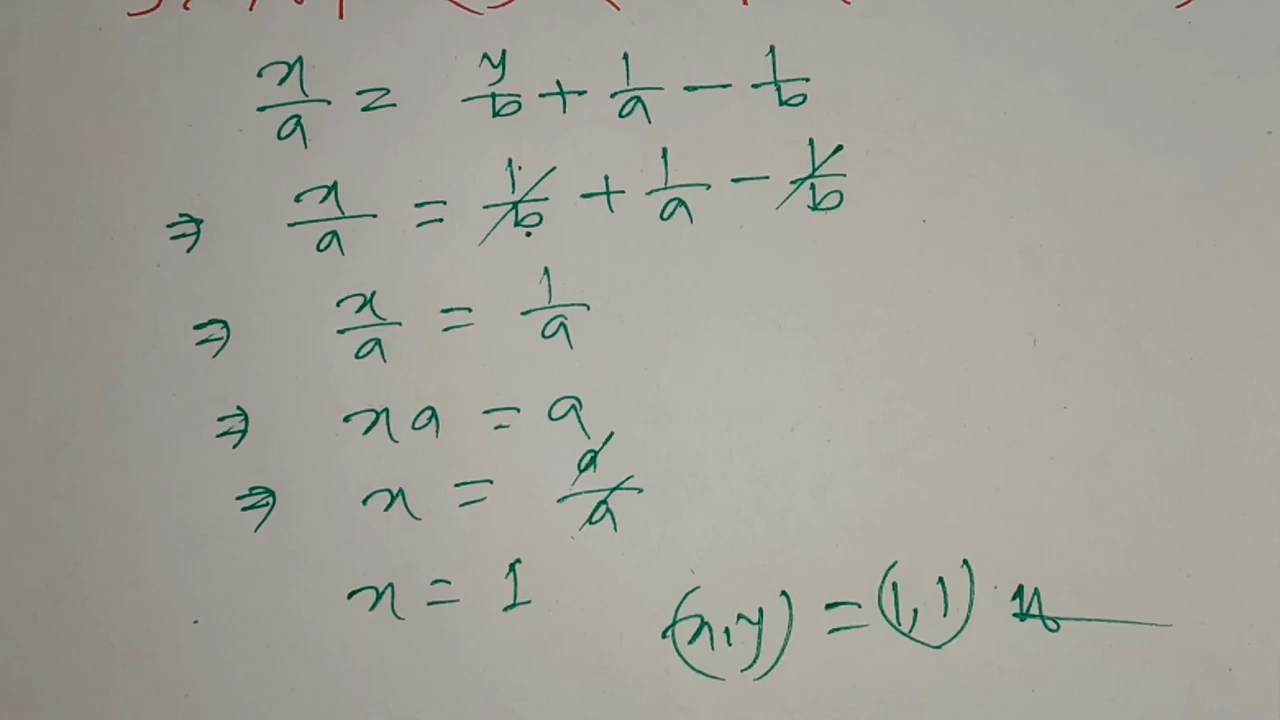 x/a = y/b + 1/a - 1/b
⇒ x/a = 1/b + 1/a - 1/b
⇒ x/a = 1/a
⇒ xa = a
⇒ x = a/a
x = 1
(x,y) = (1,1)